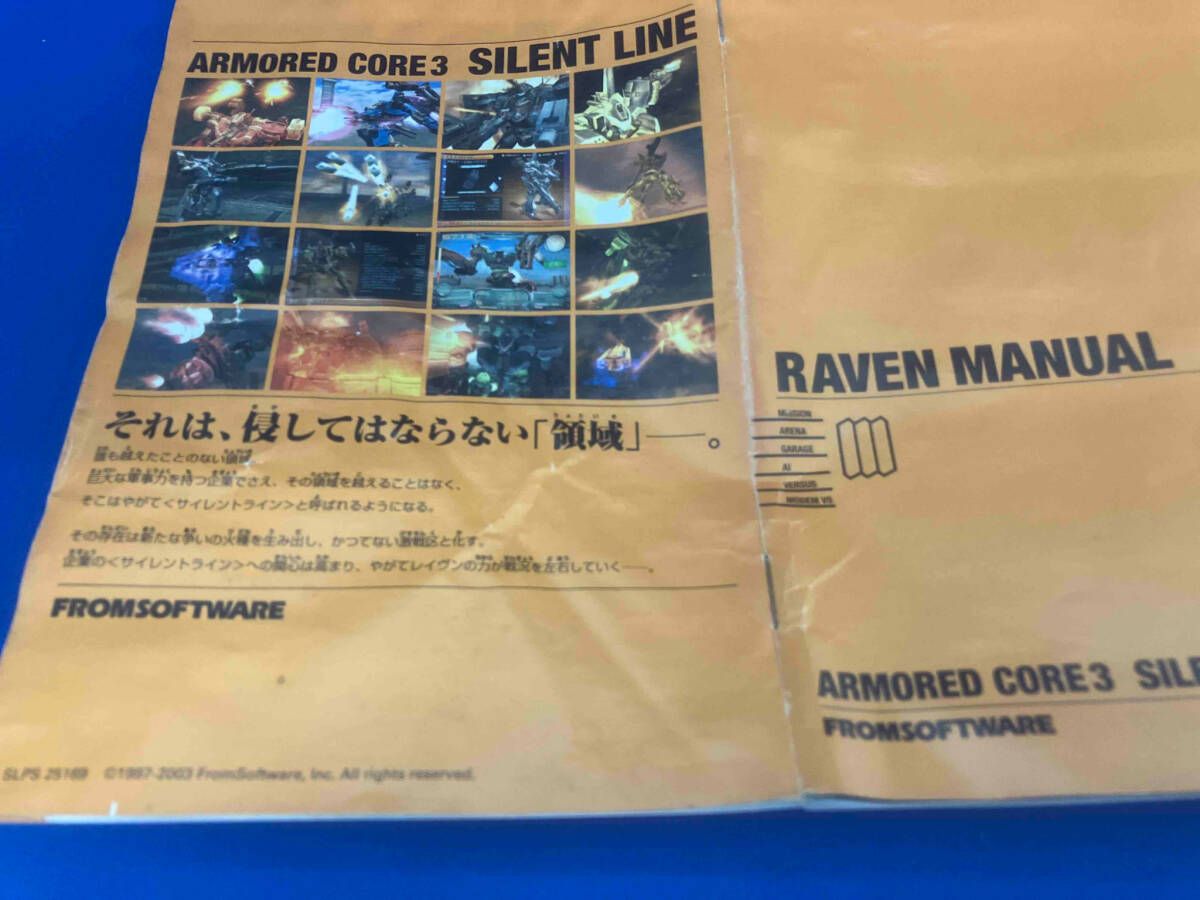 ARMORED CORE3 SILENT LINE
それは、侵してはならない「領域」―。
誰も越えたことのない領域。
巨大な軍事力を持つ企業でさえ、その領域を越えることはなく、
そこはやがて<サイレントライン>と呼ばれるようになる。
その存在は新たな争いの火種を生み出し、かつてない激戦区と化す。
企業の<サイレントライン>への関心は高まり、やがてレイヴンの力が戦況を左右していく―。
FROMSOFTWARE
SLPS 25169 ©1997-2003 FromSoftware, Inc. All rights reserved.
RAVEN MANUAL
MISSION
ARENA
GARAGE
AI
VERSUS
MODEM VS
ARMORED CORE3 SILE
FROMSOFTWARE